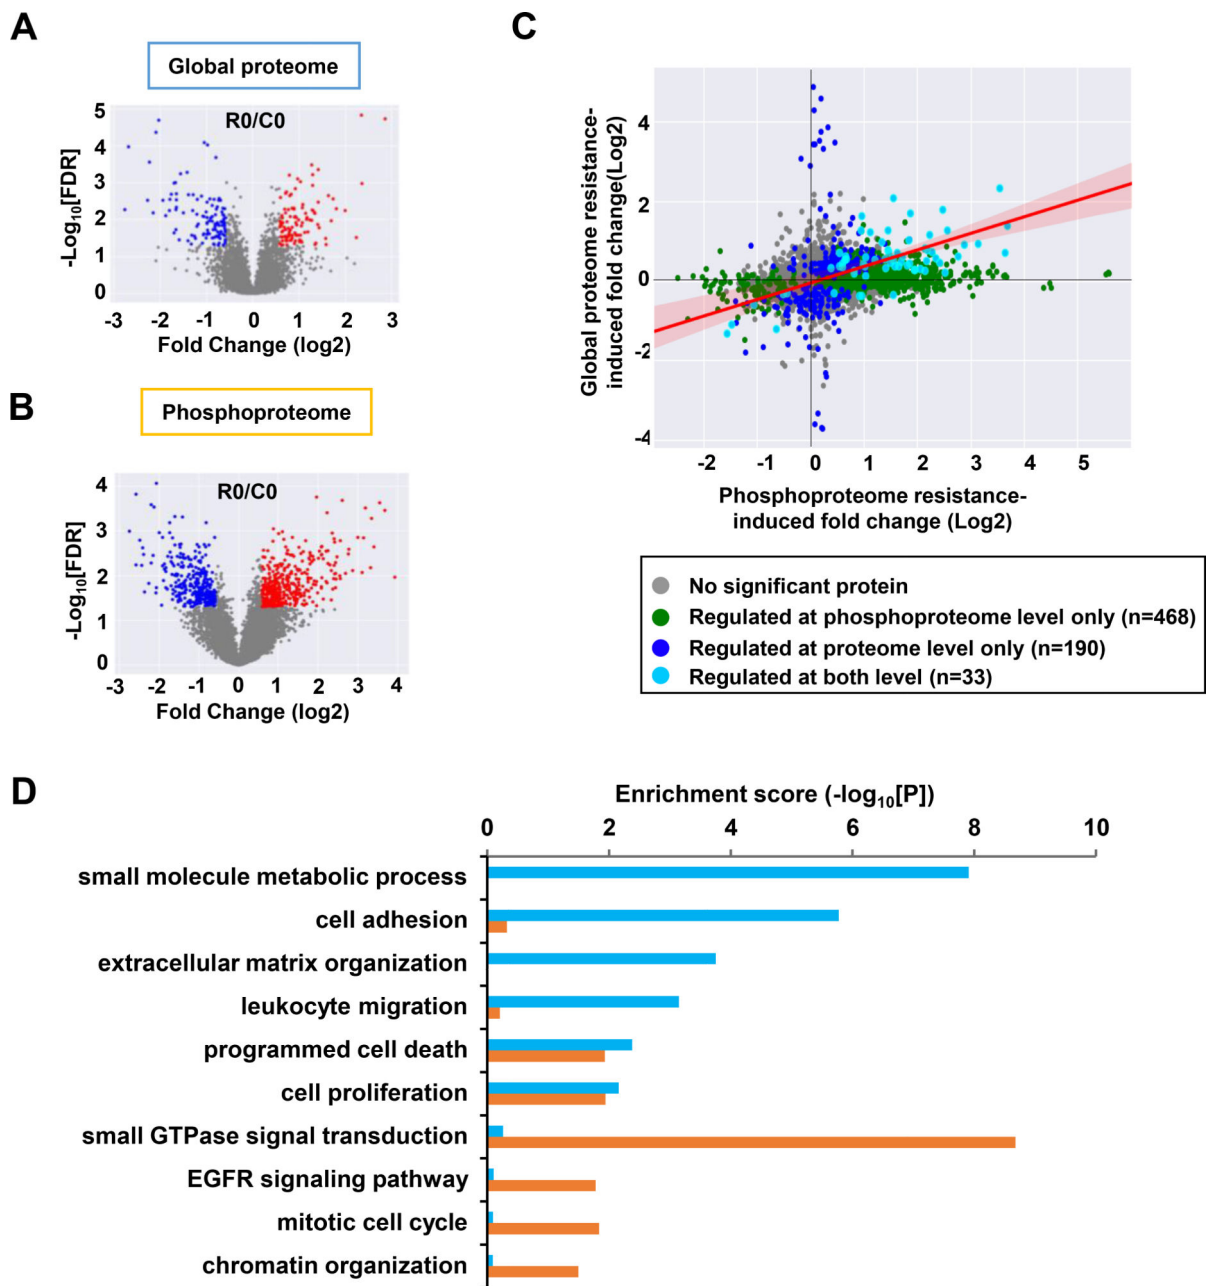 A
Global proteome
R0/C0
5
4
3
2
1
0
-Log10[FDR]
-3 -2 -1 0 1 2 3
Fold Change (log2)
B
Phosphoproteome
R0/C0
4
3
2
1
0
-Log10[FDR]
-3 -2 -1 0 1 2 3 4
Fold Change (log2)
C
Global proteome resistance-
induced fold change(Log2)
4
2
0
-2
-4
-2 -1 0 1 2 3 4 5
Phosphoproteome resistance-
induced fold change (Log2)
No significant protein
Regulated at phosphoproteome level only (n=468)
Regulated at proteome level only (n=190)
Regulated at both level (n=33)
D
Enrichment score (-log10[P])
0 2 4 6 8 10
small molecule metabolic process
cell adhesion
extracellular matrix organization
leukocyte migration
programmed cell death
cell proliferation
small GTPase signal transduction
EGFR signaling pathway
mitotic cell cycle
chromatin organization